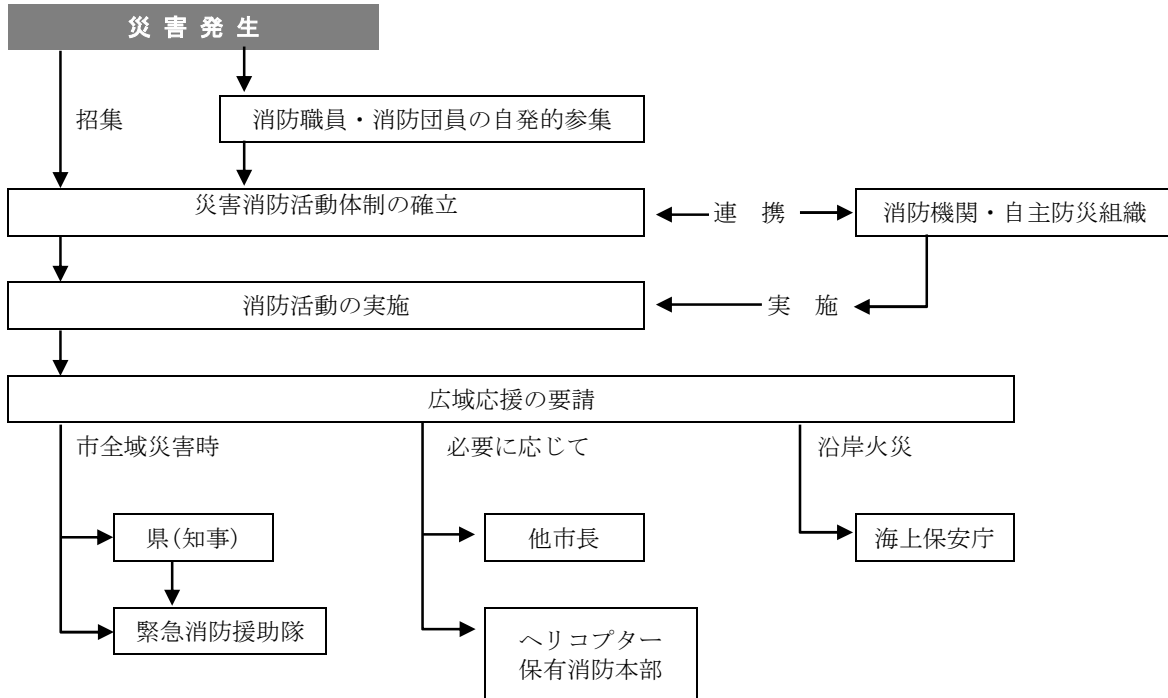 災害発生
招集
消防職員・消防団員の自発的参集
災害消防活動体制の確立
連　携
消防機関・自主防災組織
消防活動の実施
実　施
広域応援の要請
市全域災害時
必要に応じて
沿岸火災
県(知事)
他市長
海上保安庁
緊急消防援助隊
ヘリコプター
保有消防本部